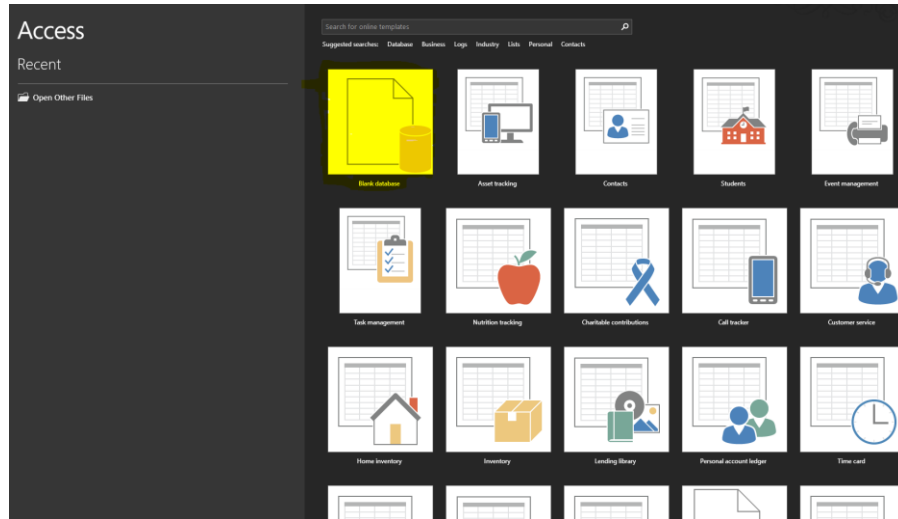 Access
Recent
Open Other Files
Search for online templates
Suggested searches: Database Business Logs Industry Lists Personal Contacts
Blank database
Asset tracking
Contacts
Students
Event management
Task management
Nutrition tracking
Charitable contributions
Call tracker
Customer service
Home inventory
Inventory
Lending library
Personal account ledger
Time card